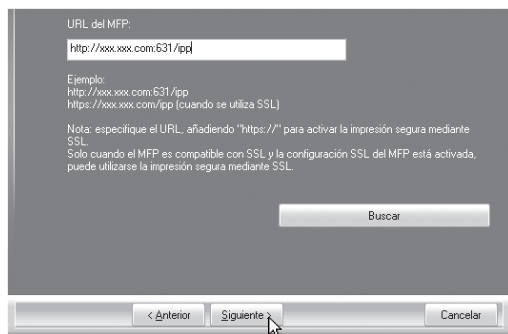 URL del MFP:
http://xxx.xxx.com:631/ipp
Ejemplo:
http://xxx.xxx.com:631/ipp
https://xxx.xxx.com/ipp (cuando se utiliza SSL)
Nota: especifique el URL, añadiendo "https://" para activar la impresión segura mediante
SSL.
Solo cuando el MFP es compatible con SSL y la configuración SSL del MFP está activada,
puede utilizarse la impresión segura mediante SSL.
Buscar
< Anterior
Siguiente >
Cancelar